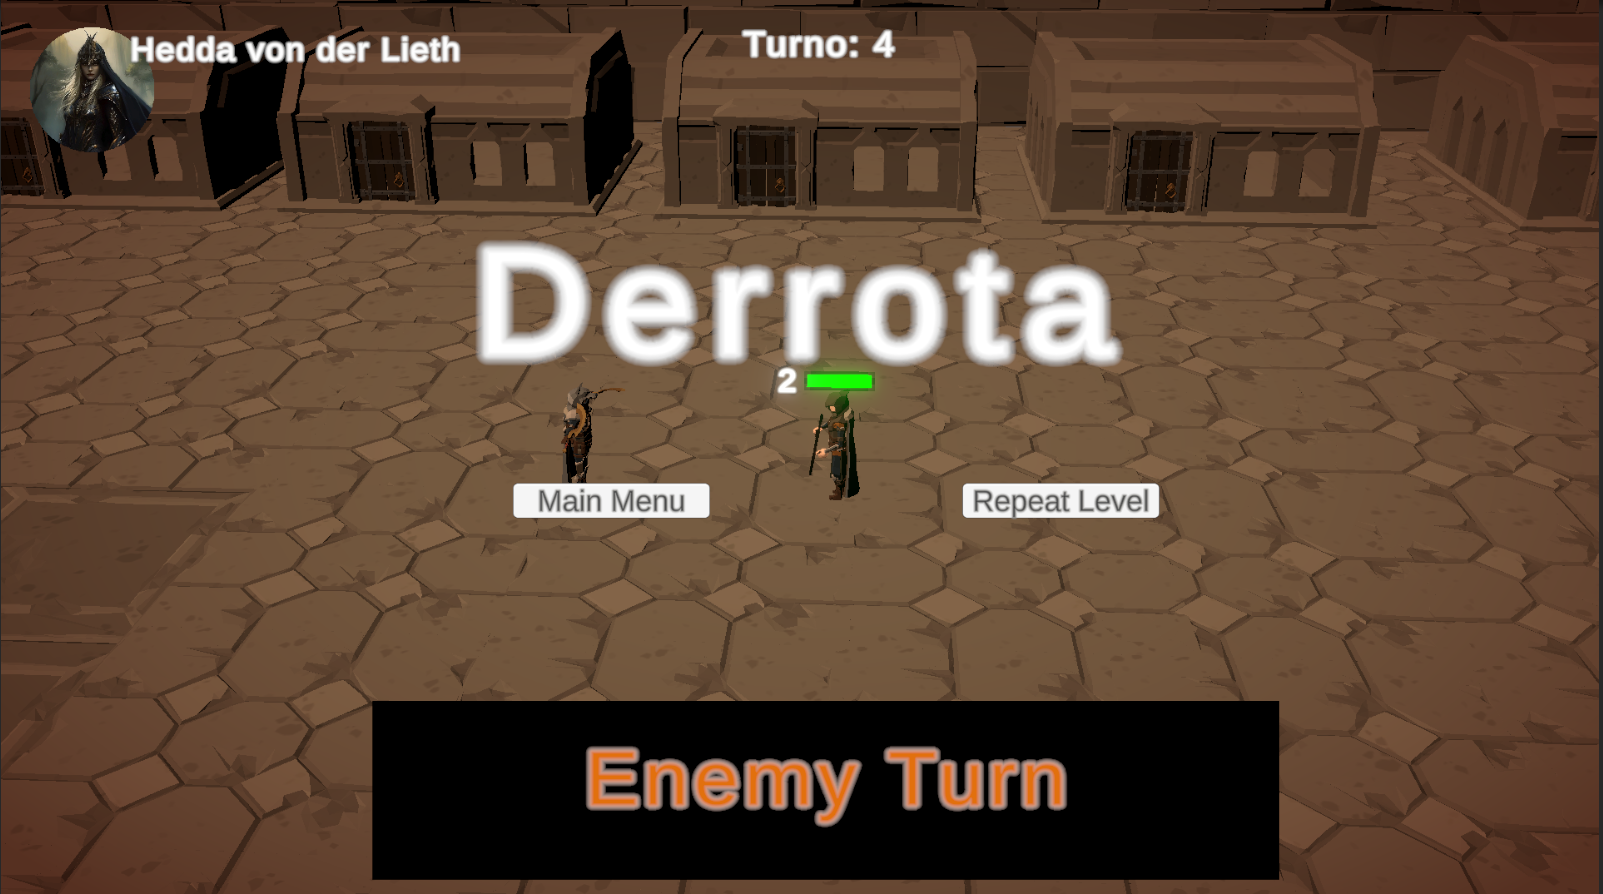 Hedda von der Lieth
Turno: 4
Derrota
2
Main Menu
Repeat Level
Enemy Turn